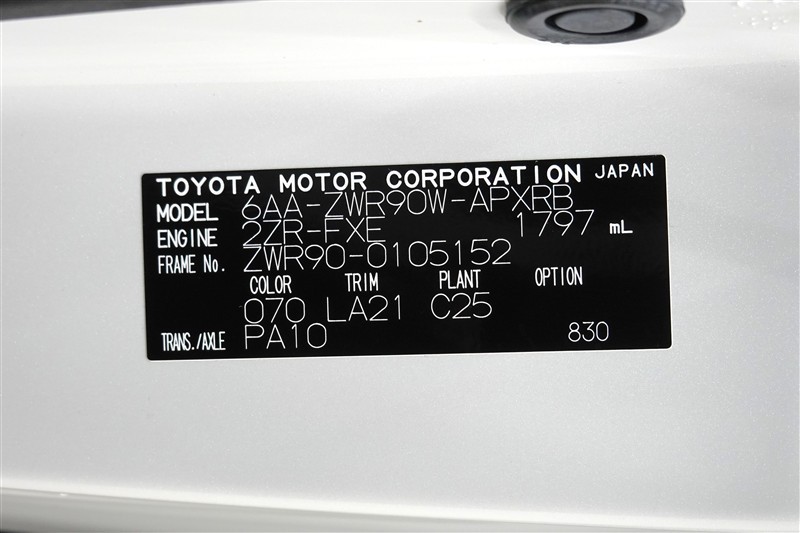 TOYOTA MOTOR CORPORATION JAPAN
MODEL 6AA-ZWR90W-APXRB
ENGINE 2ZR-FXE 1797 mL
FRAME No. ZWR90-0105152
COLOR TRIM PLANT OPTION
070 LA21 C25
TRANS./AXLE PA10 830